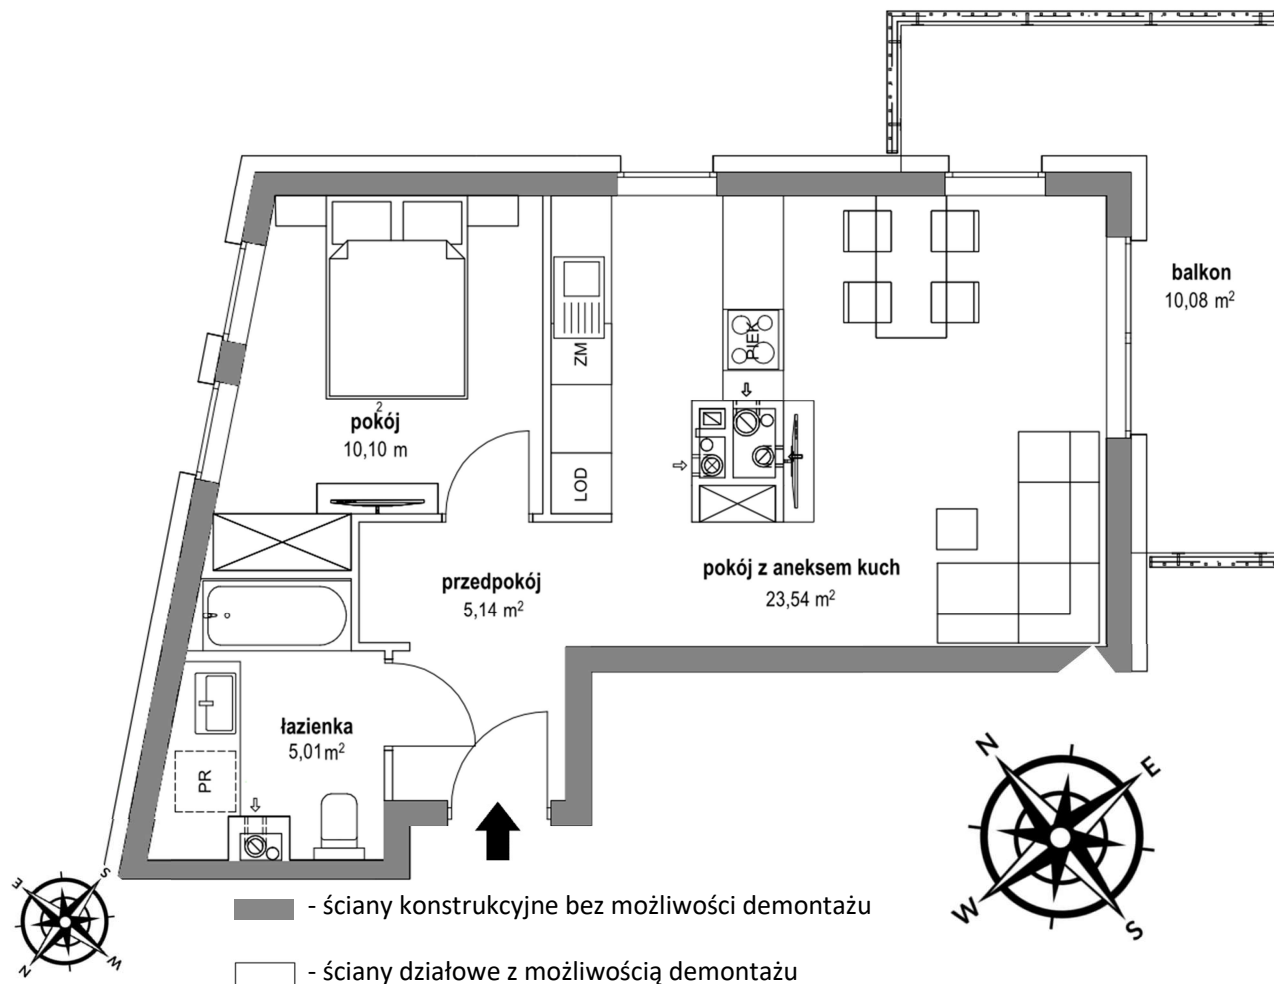 balkon
10,08 m²
PIEK
ZM
2
pokój
10,10 m
LOD
przedpokój
5,14 m²
pokój z aneksem kuch
23,54 m²
łazienka
5,01m²
PR
N
E
W
S
S
E
W
N
- ściany konstrukcyjne bez możliwości demontażu
- ściany działowe z możliwością demontażu